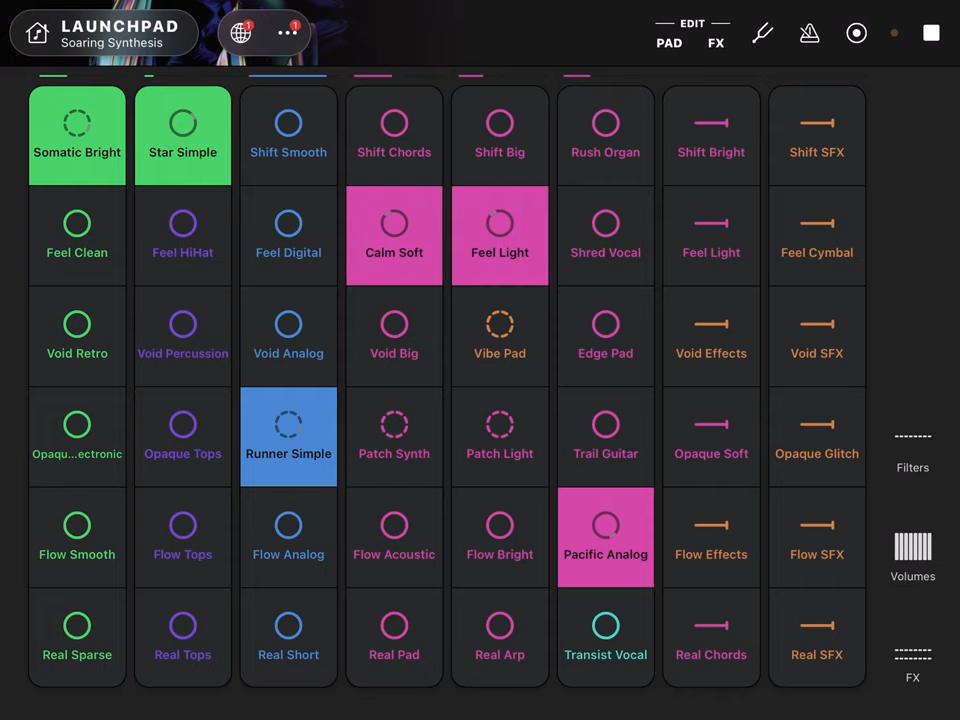 LAUNCHPAD
Soaring Synthesis
1
1
EDIT
PAD FX
Somatic Bright Star Simple Shift Smooth Shift Chords Shift Big Rush Organ Shift Bright Shift SFX
Feel Clean Feel HiHat Feel Digital Calm Soft Feel Light Shred Vocal Feel Light Feel Cymbal
Void Retro Void Percussion Void Analog Void Big Vibe Pad Edge Pad Void Effects Void SFX
Opaqu...ectronic Opaque Tops Runner Simple Patch Synth Patch Light Trail Guitar Opaque Soft Opaque Glitch
Filters
Flow Smooth Flow Tops Flow Analog Flow Acoustic Flow Bright Pacific Analog Flow Effects Flow SFX
Volumes
Real Sparse Real Tops Real Short Real Pad Real Arp Transist Vocal Real Chords Real SFX
FX